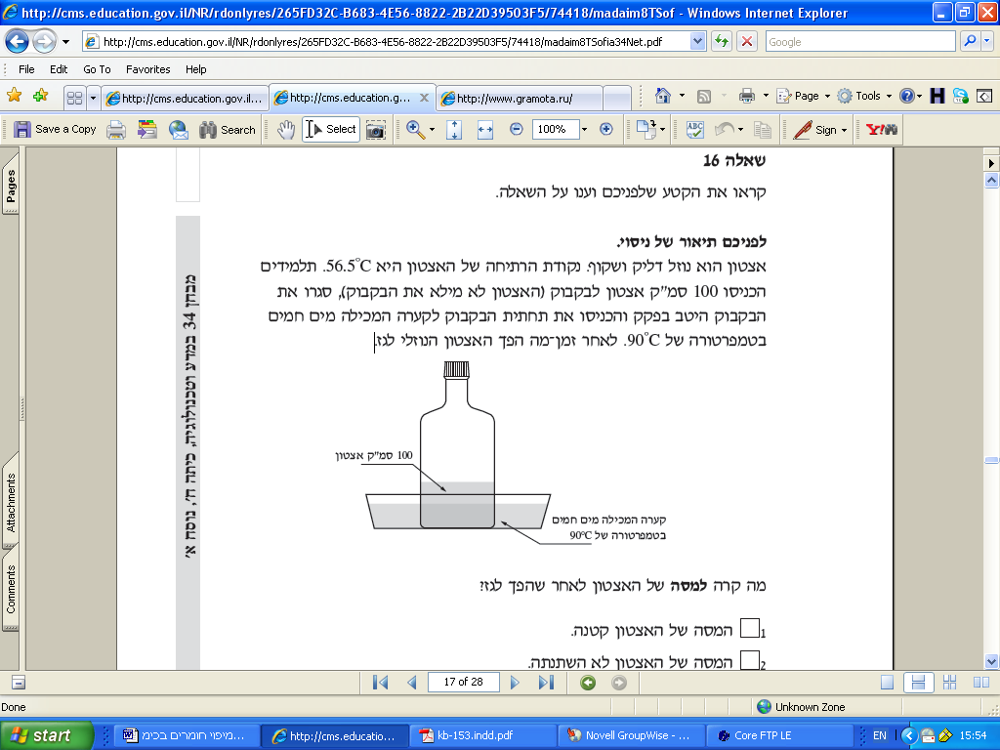 http://cms.education.gov.il/NR/rdonlyres/265FD32C-B683-4E56-8822-2B22D39503F5/74418/madaim8TSof - Windows Internet Explorer
http://cms.education.gov.il/NR/rdonlyres/265FD32C-B683-4E56-8822-2B22D39503F5/74418/madaim8TSofia34Net.pdf
Google
File Edit Go To Favorites Help
http://cms.education.gov.il... http://cms.education.g... http://www.gramota.ru/ Page Tools
Save a Copy Search Select 100% Sign Y!
Pages
Attachments
Comments
שאלה 16
קראו את הקטע שלפניכם וענו על השאלה.
לפניכם תיאור של ניסוי.
אצטון הוא נוזל דליק ושקוף. נקודת הרתיחה של האצטון היא 56.5°C. תלמידים
הכניסו 100 סמ"ק אצטון לבקבוק (האצטון לא מילא את הבקבוק), סגרו את
הבקבוק היטב בפקק והכניסו את תחתית הבקבוק לקערה המכילה מים חמים
בטמפרטורה של 90°C. לאחר זמן־מה הפך האצטון הנוזלי לגז.
100 סמ"ק אצטון
קערה המכילה מים חמים
בטמפרטורה של 90°C
מה קרה למסה של האצטון לאחר שהפך לגז?
1 המסה של האצטון קטנה.
2 המסה של האצטון לא השתנתה.
מבחן 34 במדע וטכנולוגיה, כיתה ח', נוסח א'
17 of 28
Done
Unknown Zone
start
מיפוי חומרים בכימ...
http://cms.educatio...
kb-153.indd.pdf
Novell GroupWise - ...
Core FTP LE
EN
15:54